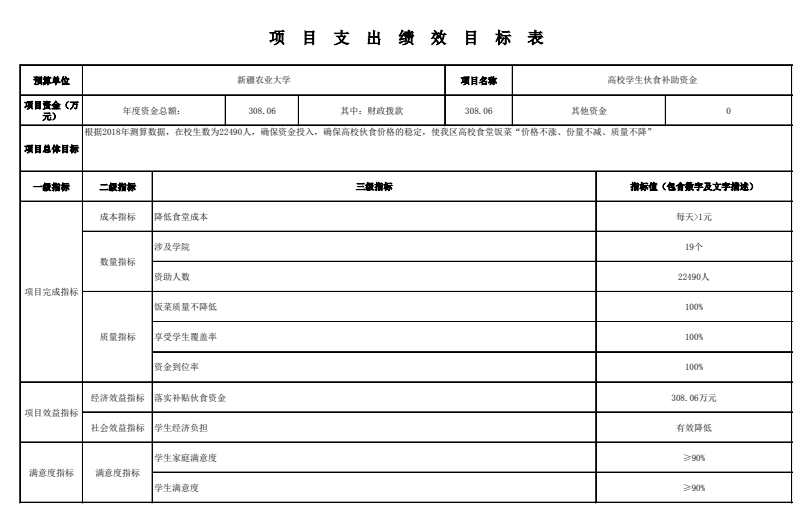 项目支出绩效目标表
预算单位 新疆农业大学 项目名称 高校学生伙食补助资金
项目资金（万元） 年度资金总额： 308.06 其中：财政拨款 308.06 其他资金 0
项目总体目标 根据2018年测算数据，在校生数为22490人，确保资金投入，确保高校伙食价格的稳定，使我区高校食堂饭菜“价格不涨、份量不减、质量不降”
一级指标 二级指标 三级指标 指标值（包含数字及文字描述）
项目完成指标 成本指标 降低食堂成本 每天>1元
数量指标 涉及学院 19个
资助人数 22490人
质量指标 饭菜质量不降低 100%
享受学生覆盖率 100%
资金到位率 100%
项目效益指标 经济效益指标 落实补贴伙食资金 308.06万元
社会效益指标 学生经济负担 有效降低
满意度指标 满意度指标 学生家庭满意度 ≥90%
学生满意度 ≥90%